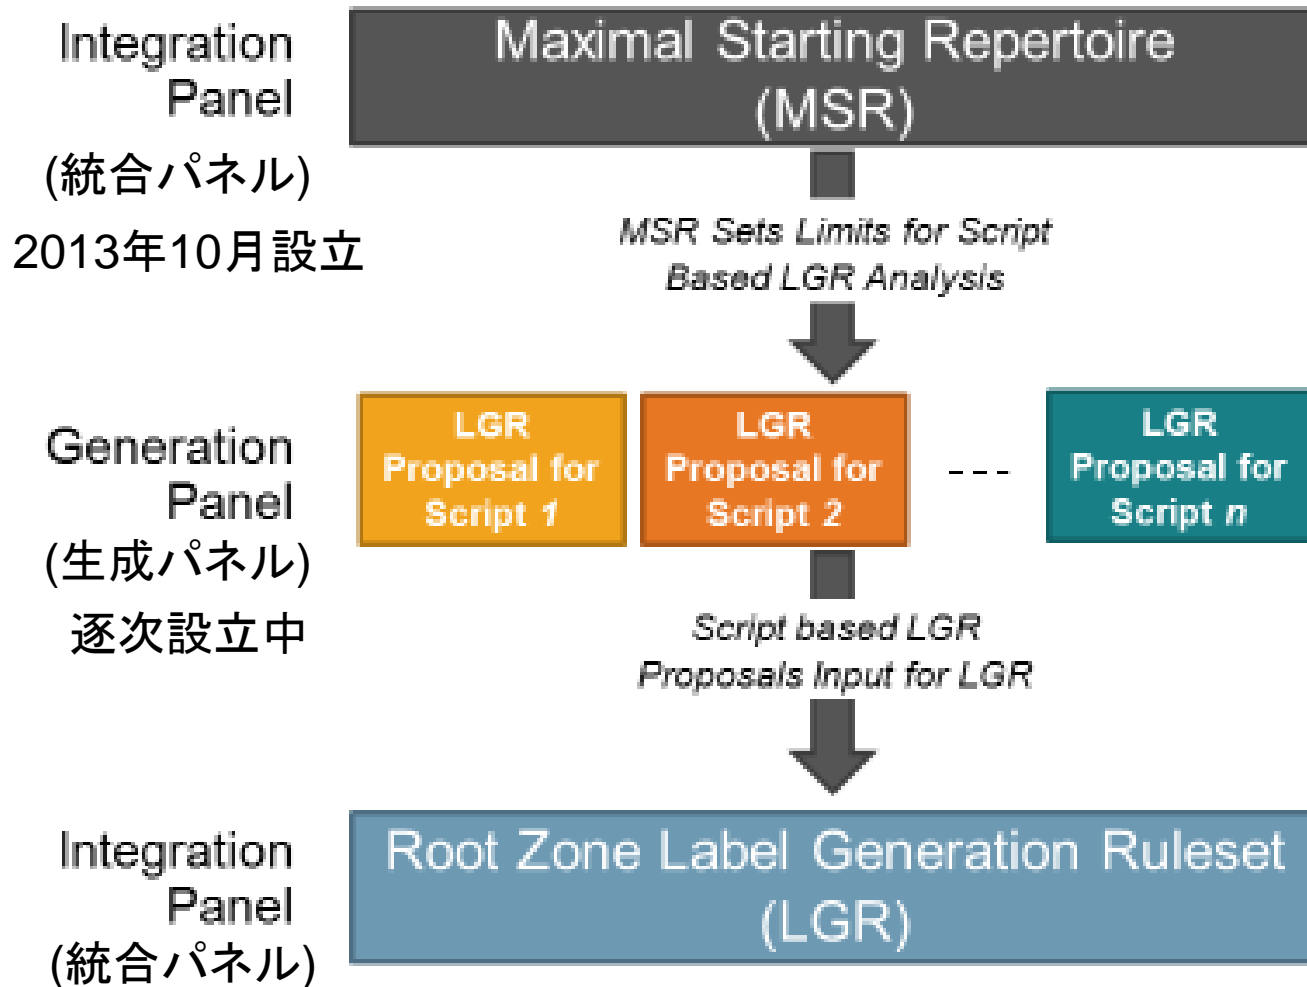 Integration
Panel
(統合パネル)
2013年10月設立
Maximal Starting Repertoire
(MSR)
MSR Sets Limits for Script
Based LGR Analysis
Generation
Panel
(生成パネル)
逐次設立中
LGR
Proposal for
Script 1
LGR
Proposal for
Script 2
---
LGR
Proposal for
Script n
Script based LGR
Proposals Input for LGR
Integration
Panel
(統合パネル)
Root Zone Label Generation Ruleset
(LGR)